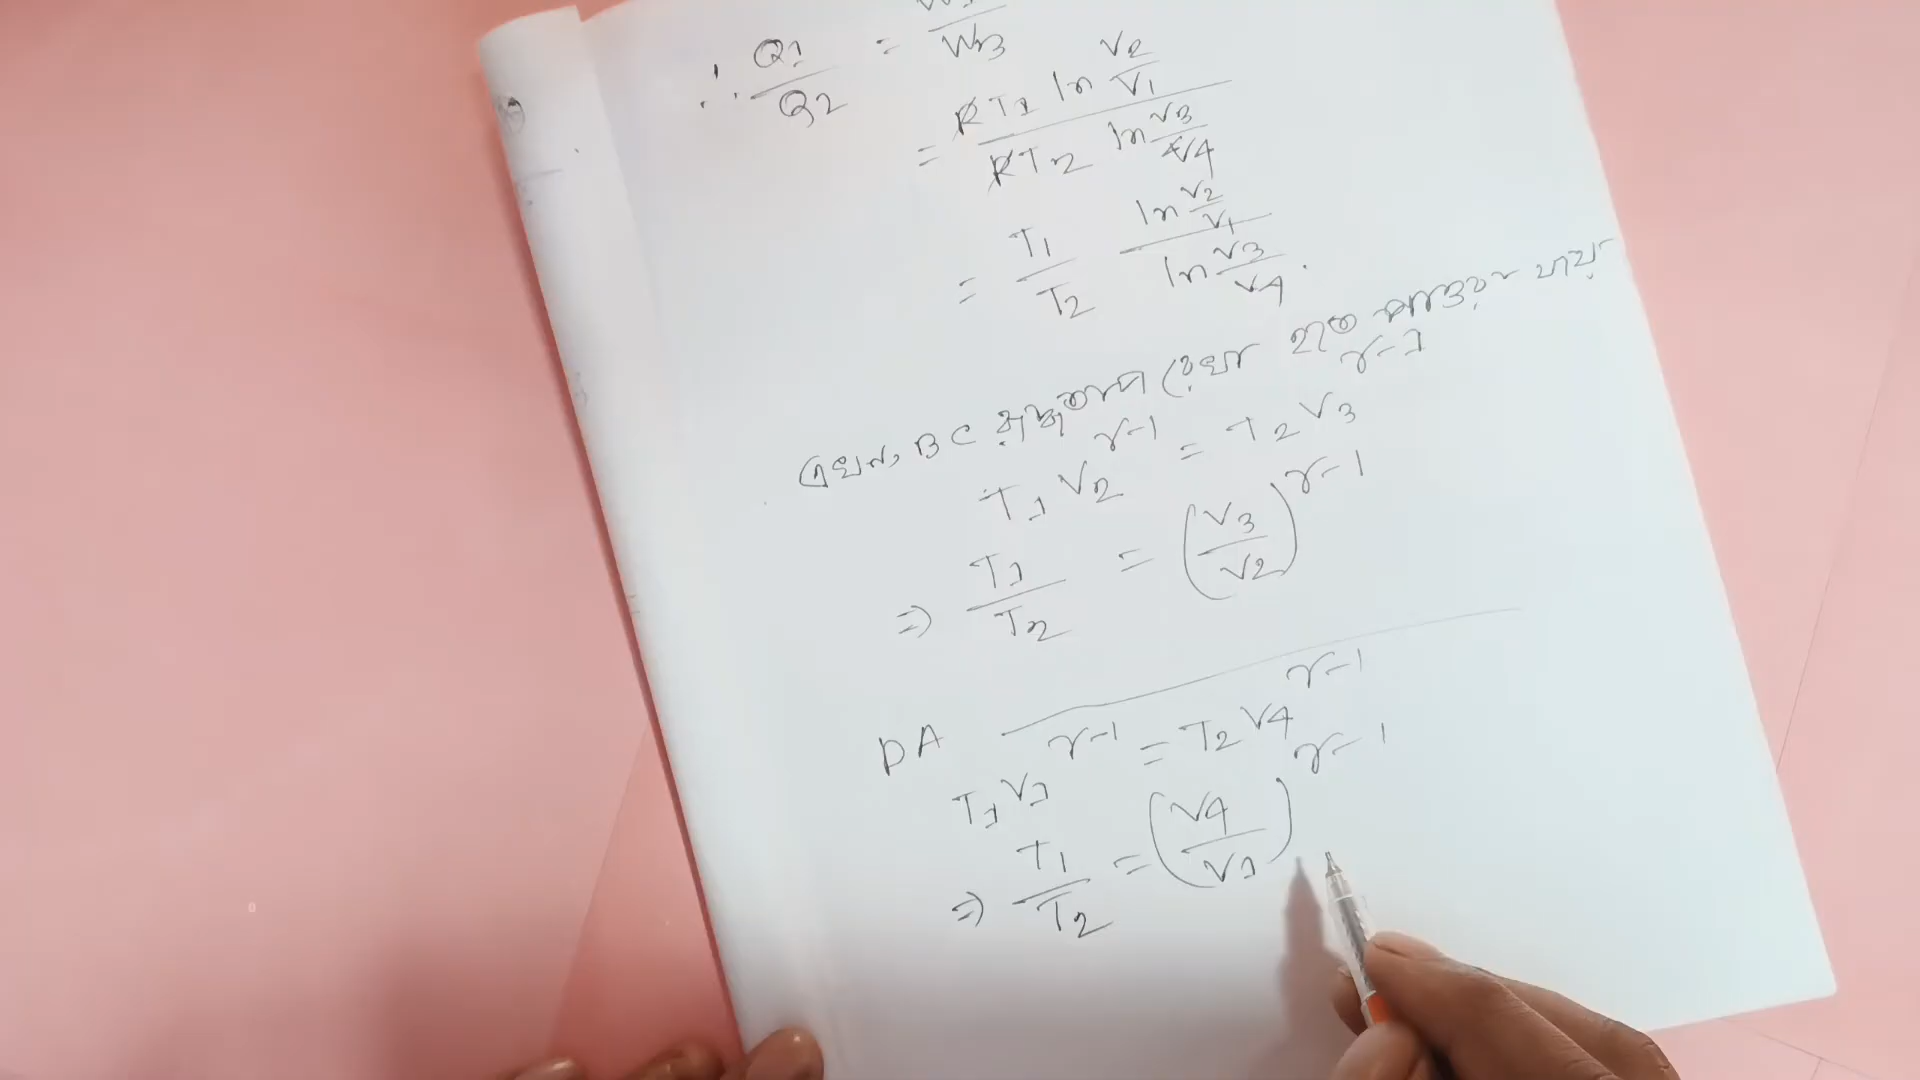 ∴ Q1/Q2 = W1/W3
= RT1 ln V2/V1 / RT2 ln V3/V4
= T1/T2 ln V2/V1 / ln V3/V4 .
এখন, BC রুদ্ধতাপ রেখা হতে পাই
T1 V2^γ-1 = T2 V3^γ-1
⇒ T1/T2 = (V3/V2)^γ-1
DA
T1 V1^γ-1 = T2 V4^γ-1
⇒ T1/T2 = (V4/V1)^γ-1